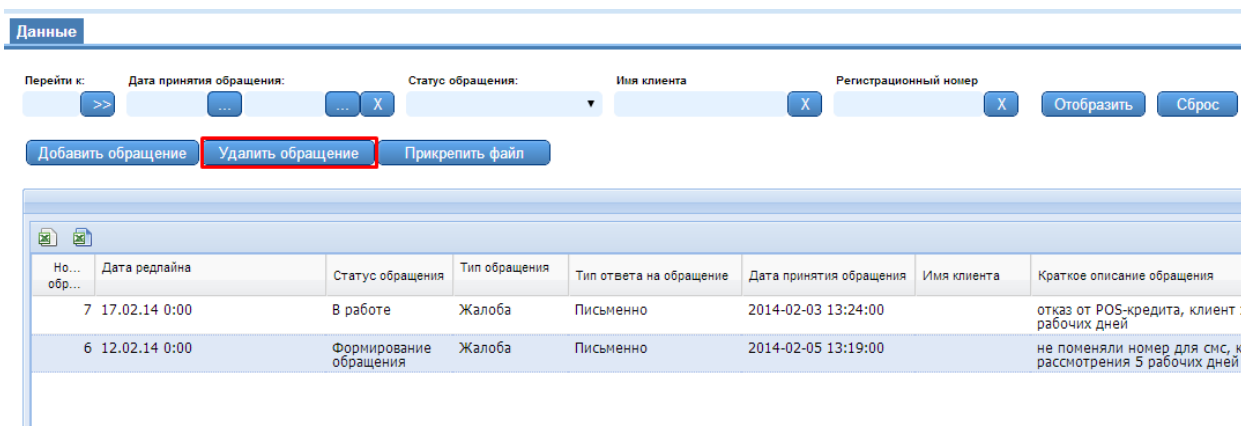 Данные
Перейти к: Дата принятия обращения: Статус обращения: Имя клиента Регистрационный номер
>> ... ... X ▼ X X Отобразить Сброс
Добавить обращение Удалить обращение Прикрепить файл
Но... обр... Дата редлайна Статус обращения Тип обращения Тип ответа на обращение Дата принятия обращения Имя клиента Краткое описание обращения
7 17.02.14 0:00 В работе Жалоба Письменно 2014-02-03 13:24:00 отказ от POS-кредита, клиент
рабочих дней
6 12.02.14 0:00 Формирование Жалоба Письменно 2014-02-05 13:19:00 не поменяли номер для смс, к
обращения рассмотрения 5 рабочих дней